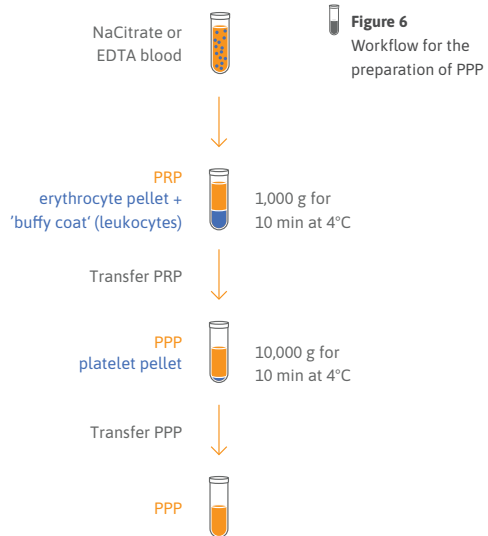 NaCitrate or
EDTA blood
Figure 6
Workflow for the
preparation of PPP
PRP
erythrocyte pellet +
'buffy coat' (leukocytes)
1,000 g for
10 min at 4°C
Transfer PRP
PPP
platelet pellet
10,000 g for
10 min at 4°C
Transfer PPP
PPP